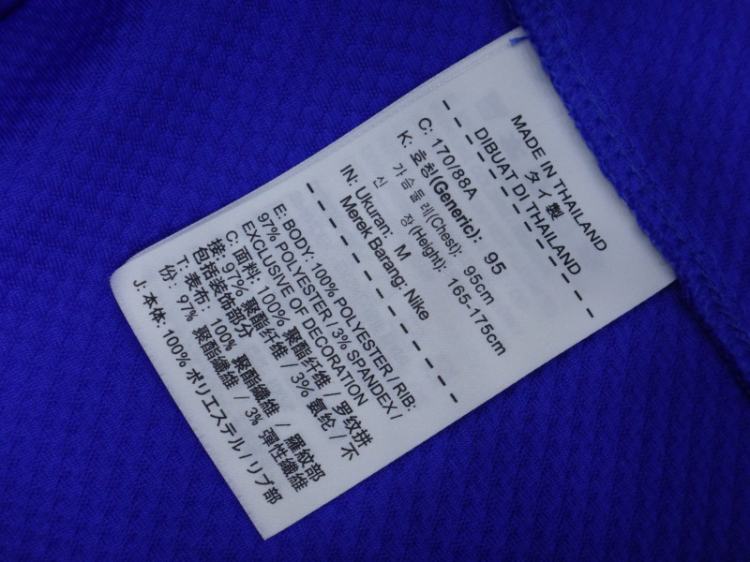 MADE IN THAILAND
タイ製
DIBUAT DI THAILAND
C: 170/88A
K: 호칭(Generic): 95
가슴둘레(Chest): 95cm
신 장(Height): 165-175cm
IN: Ukuran: M
Merek Barang: Nike
E: BODY: 100% POLYESTER / RIB:
97% POLYESTER / 3% SPANDEX /
EXCLUSIVE OF DECORATION
C: 面料: 100% 聚酯纤维 / 罗纹拼
接: 97% 聚酯纤维 / 3% 氨纶 / 不
包括装饰部分
T: 表布: 100% 聚酯纖維 / 羅紋部
份: 97% 聚酯纖維 / 3% 彈性纖維
J: 本体: 100% ポリエステル / リブ部